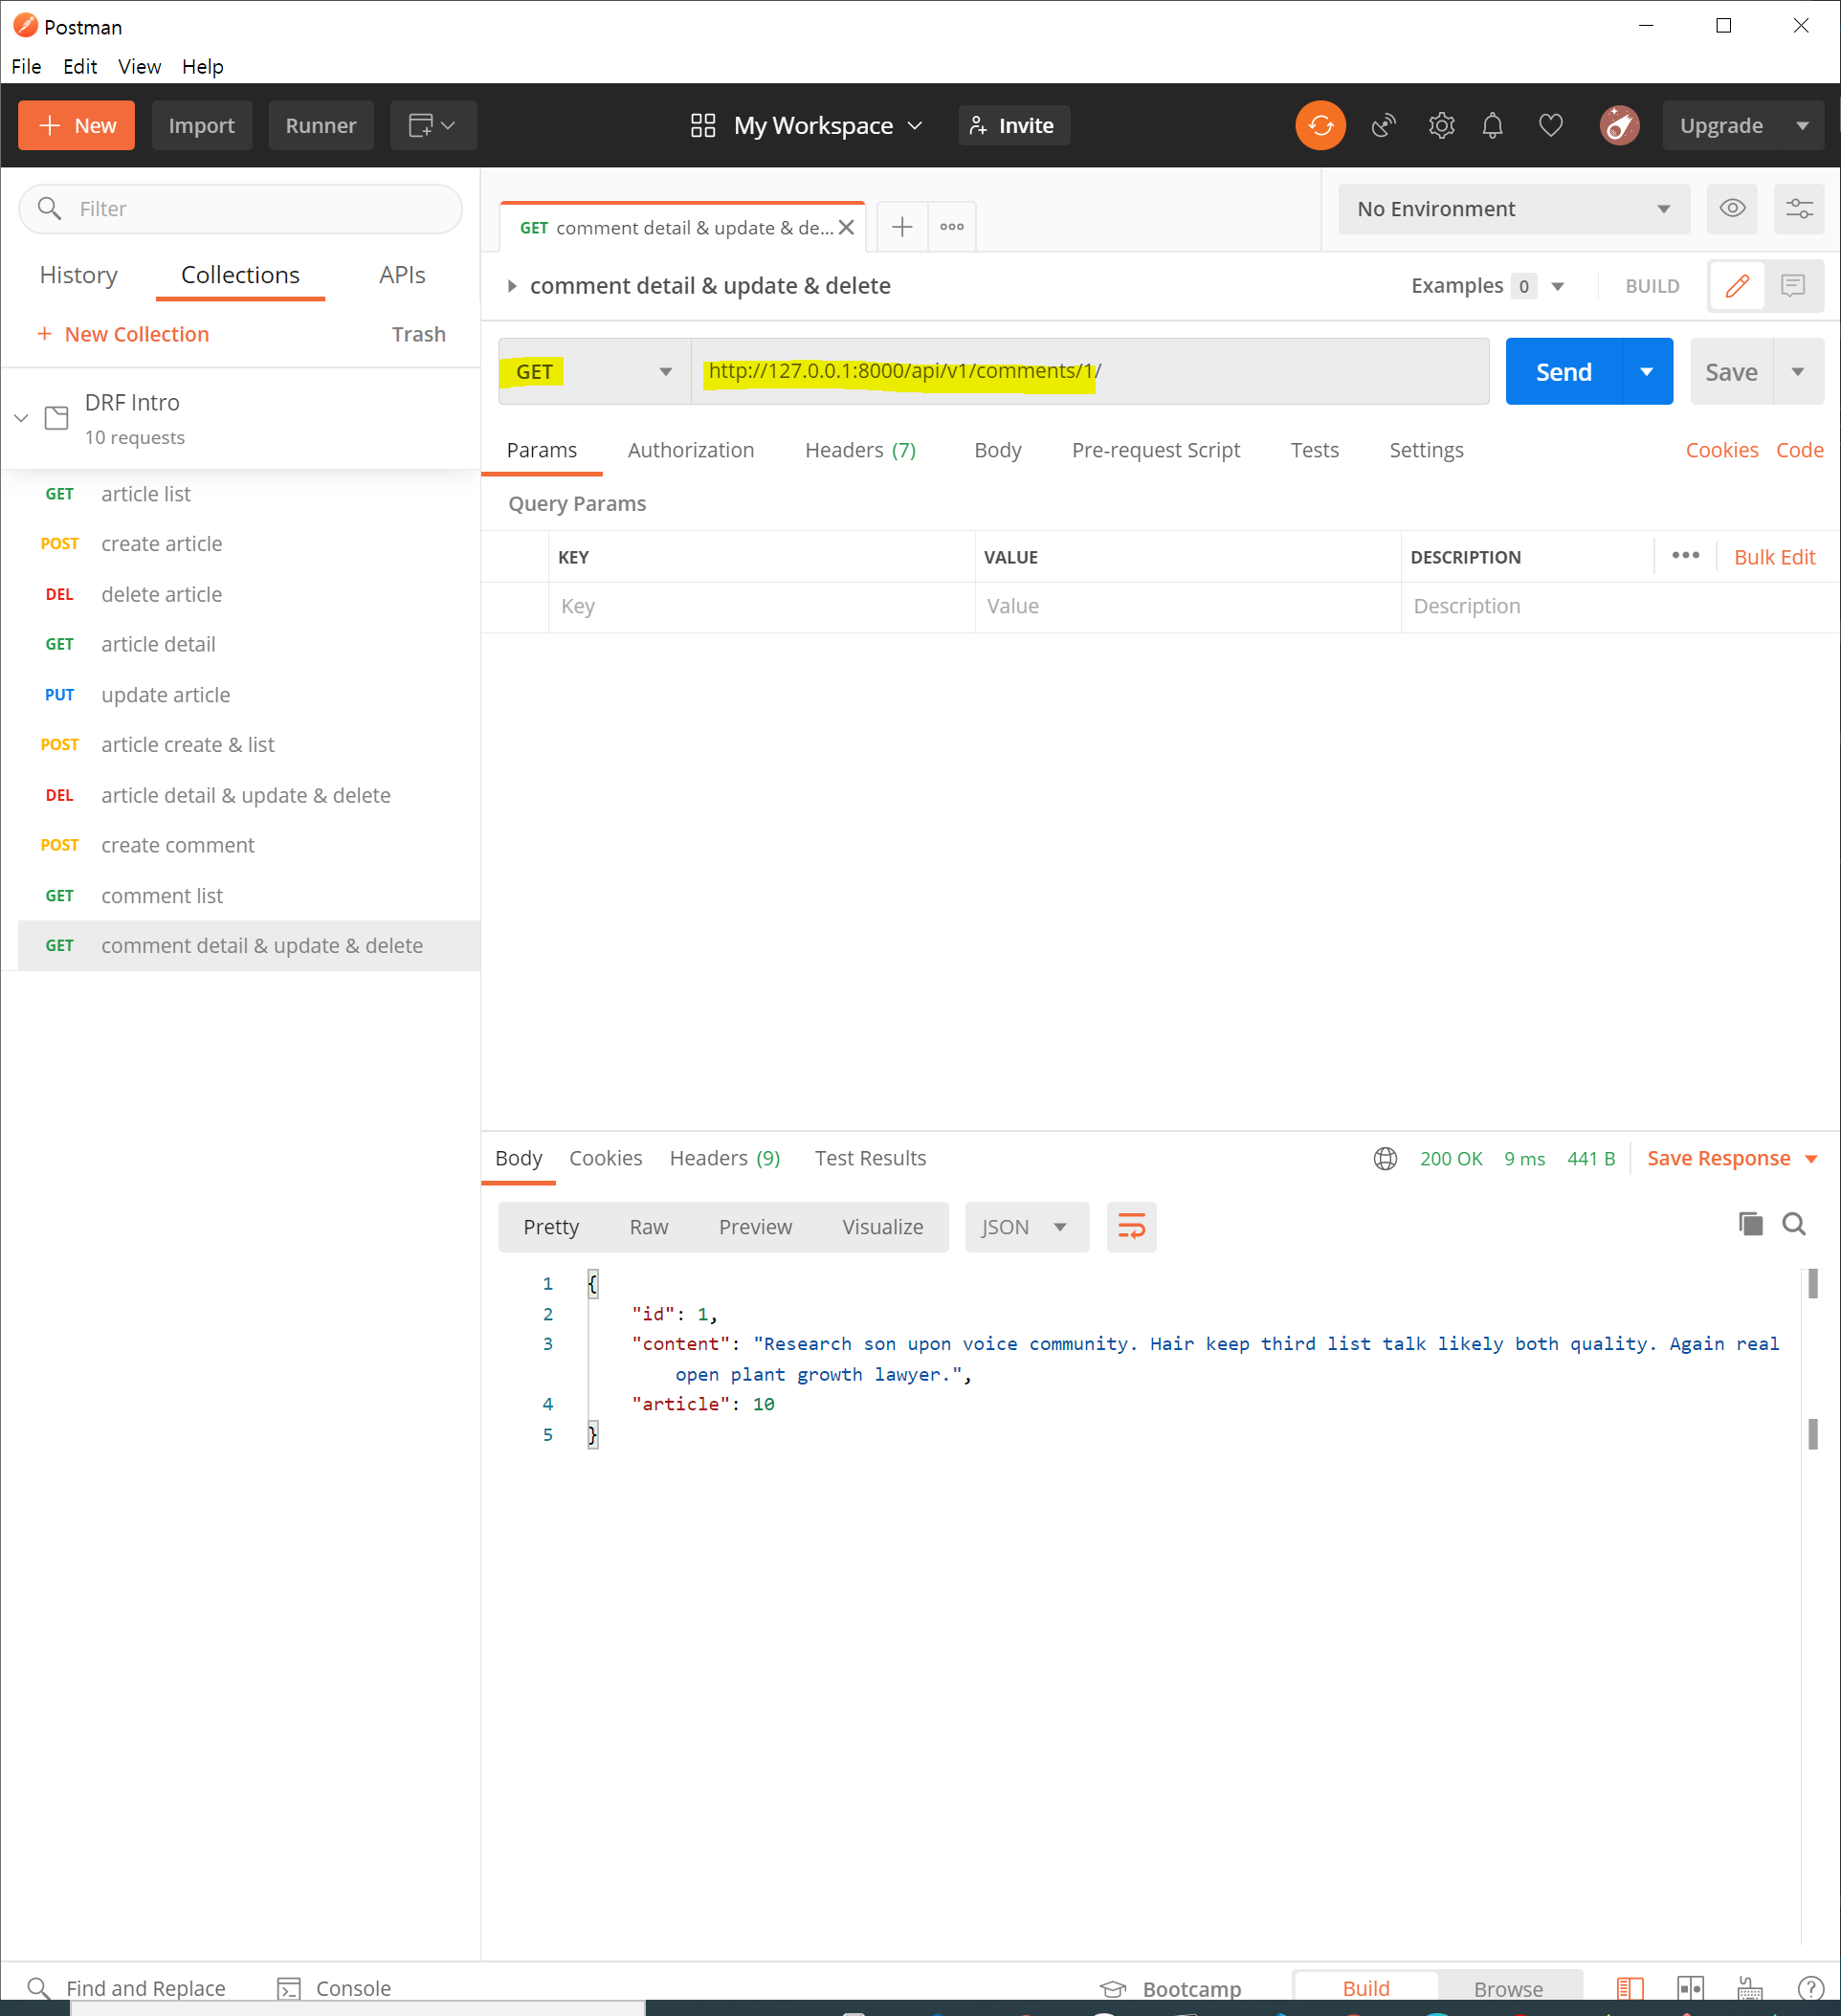 Postman
File Edit View Help
New Import Runner My Workspace Invite Upgrade
Filter
History Collections APIs
+ New Collection Trash
DRF Intro
10 requests
GET article list
POST create article
DEL delete article
GET article detail
PUT update article
POST article create & list
DEL article detail & update & delete
POST create comment
GET comment list
GET comment detail & update & delete
GET comment detail & update & de...
No Environment
comment detail & update & delete
Examples 0 BUILD
GET http://127.0.0.1:8000/api/v1/comments/1/ Send Save
Params Authorization Headers (7) Body Pre-request Script Tests Settings Cookies Code
Query Params
KEY VALUE DESCRIPTION Bulk Edit
Key Value Description
Body Cookies Headers (9) Test Results 200 OK 9 ms 441 B Save Response
Pretty Raw Preview Visualize JSON
1 {
2 "id": 1,
3 "content": "Research son upon voice community. Hair keep third list talk likely both quality. Again real
open plant growth lawyer.",
4 "article": 10
5 }
Find and Replace Console Bootcamp Build Browse